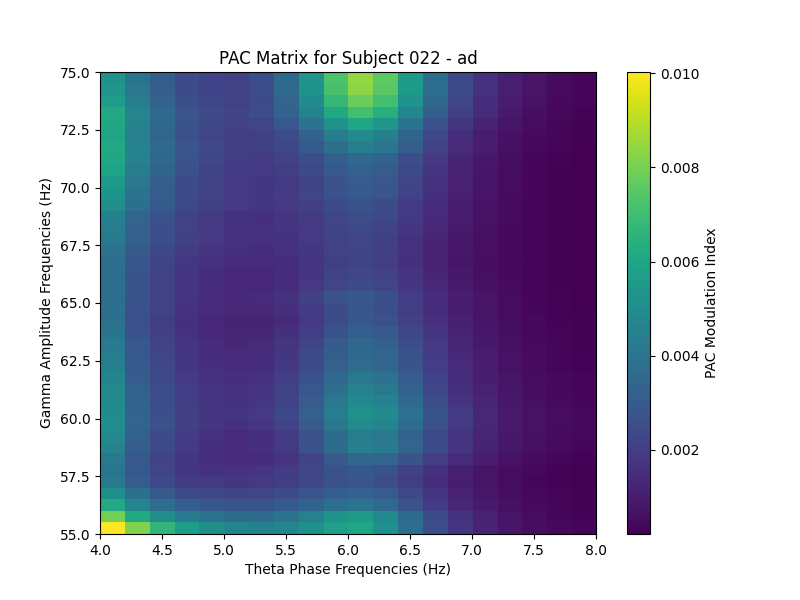 PAC Matrix for Subject 022 - ad
Gamma Amplitude Frequencies (Hz)
75.0
72.5
70.0
67.5
65.0
62.5
60.0
57.5
55.0
4.0 4.5 5.0 5.5 6.0 6.5 7.0 7.5 8.0
Theta Phase Frequencies (Hz)
0.010
0.008
0.006
0.004
0.002
PAC Modulation Index